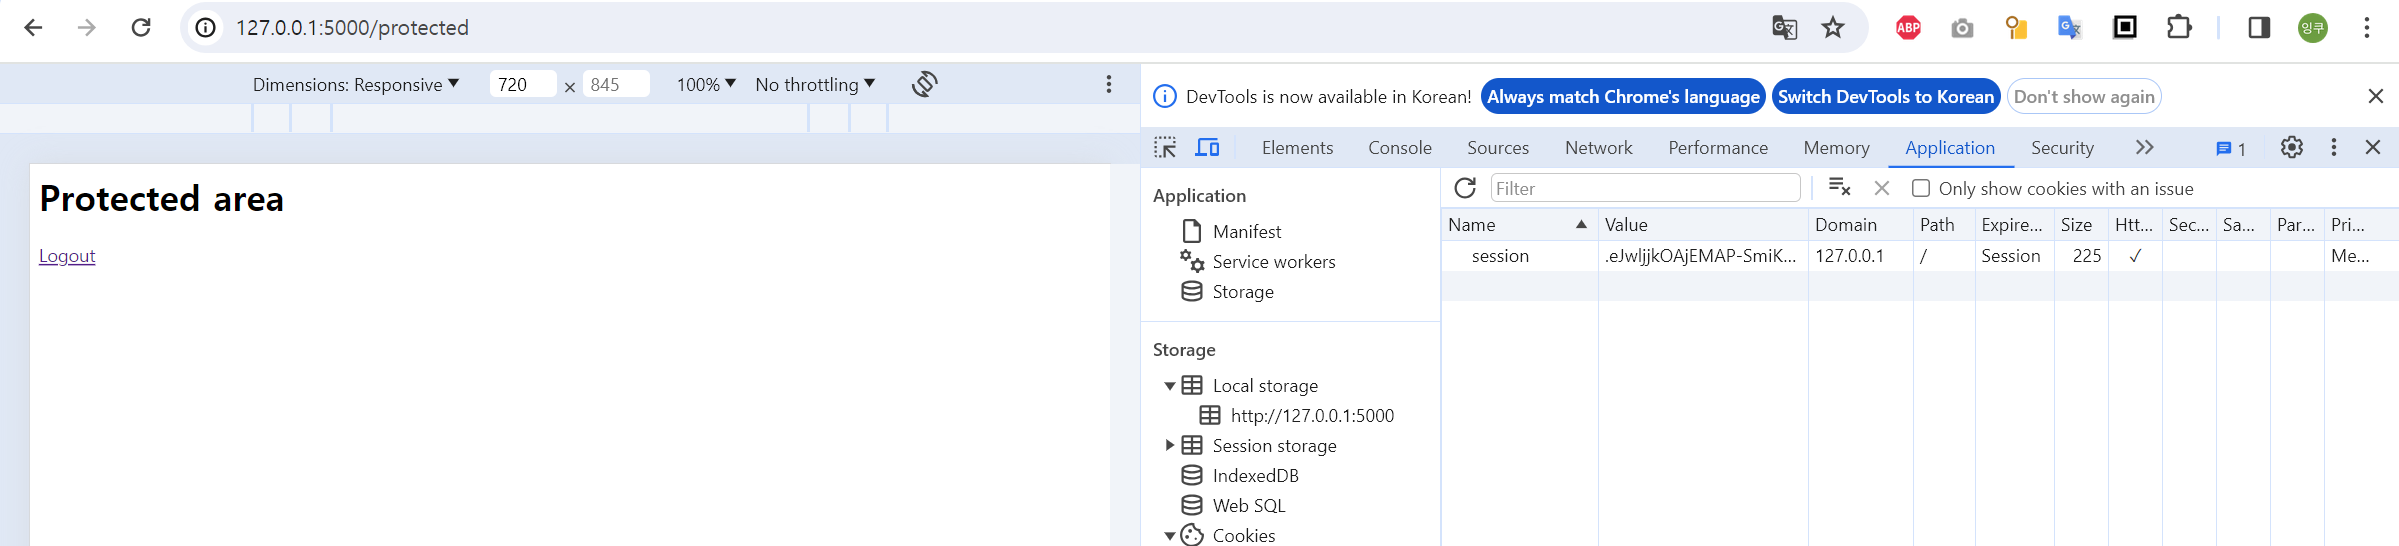 127.0.0.1:5000/protected
ABP
잉쿠
Dimensions: Responsive 720 × 845 100% No throttling
DevTools is now available in Korean! Always match Chrome's language Switch DevTools to Korean Don't show again
Elements Console Sources Network Performance Memory Application Security 1
Protected area
Logout
Application
Manifest
Service workers
Storage
Storage
Local storage
http://127.0.0.1:5000
Session storage
IndexedDB
Web SQL
Cookies
Filter Only show cookies with an issue
Name Value Domain Path Expire... Size Htt... Sec... Sa... Par... Pri...
session .eJwljjkOAjEMAP-SmiK... 127.0.0.1 / Session 225 ✓ Me...